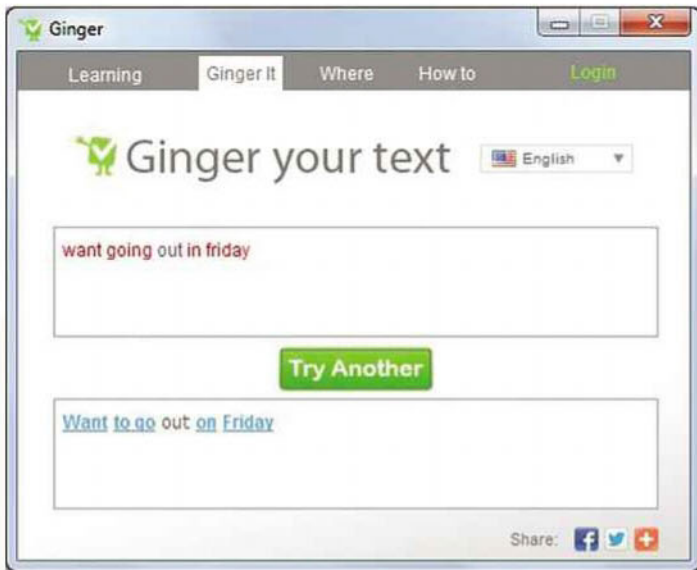 Ginger
Learning Ginger It Where How to Login
Ginger your text English
want going out in friday
Try Another
Want to go out on Friday
Share: